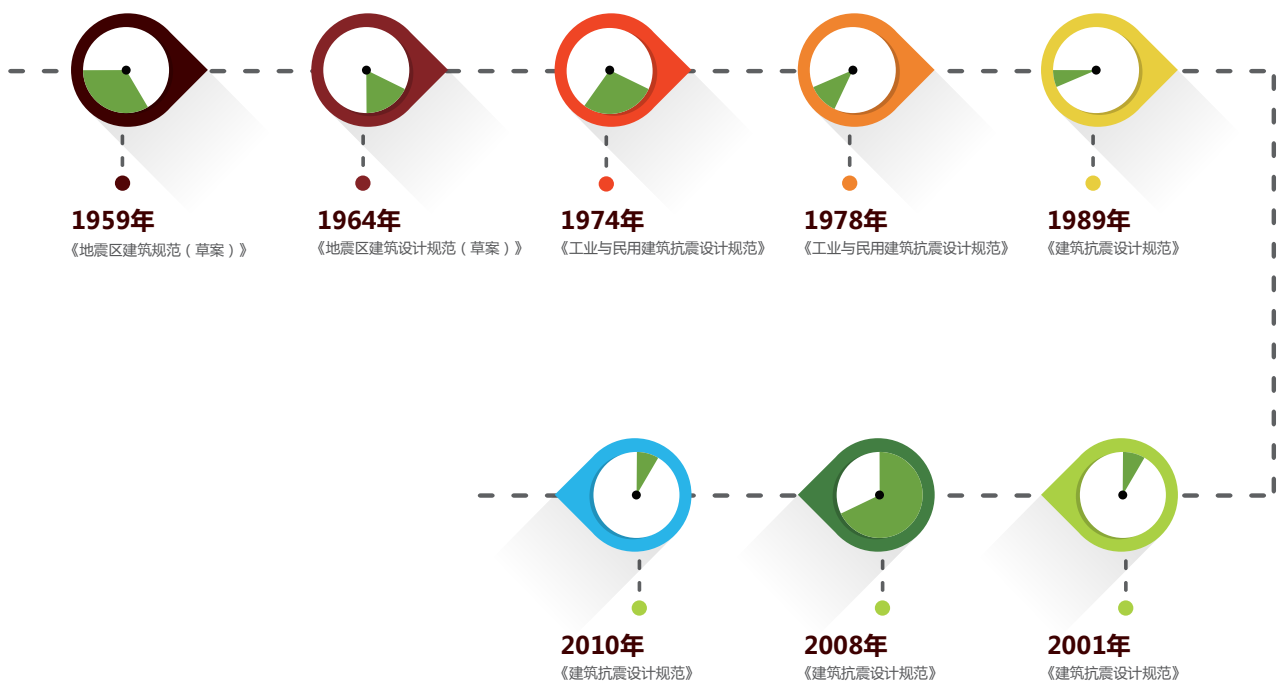 1959年
《地震区建筑规范（草案）》
1964年
《地震区建筑设计规范（草案）》
1974年
《工业与民用建筑抗震设计规范》
1978年
《工业与民用建筑抗震设计规范》
1989年
《建筑抗震设计规范》
2010年
《建筑抗震设计规范》
2008年
《建筑抗震设计规范》
2001年
《建筑抗震设计规范》